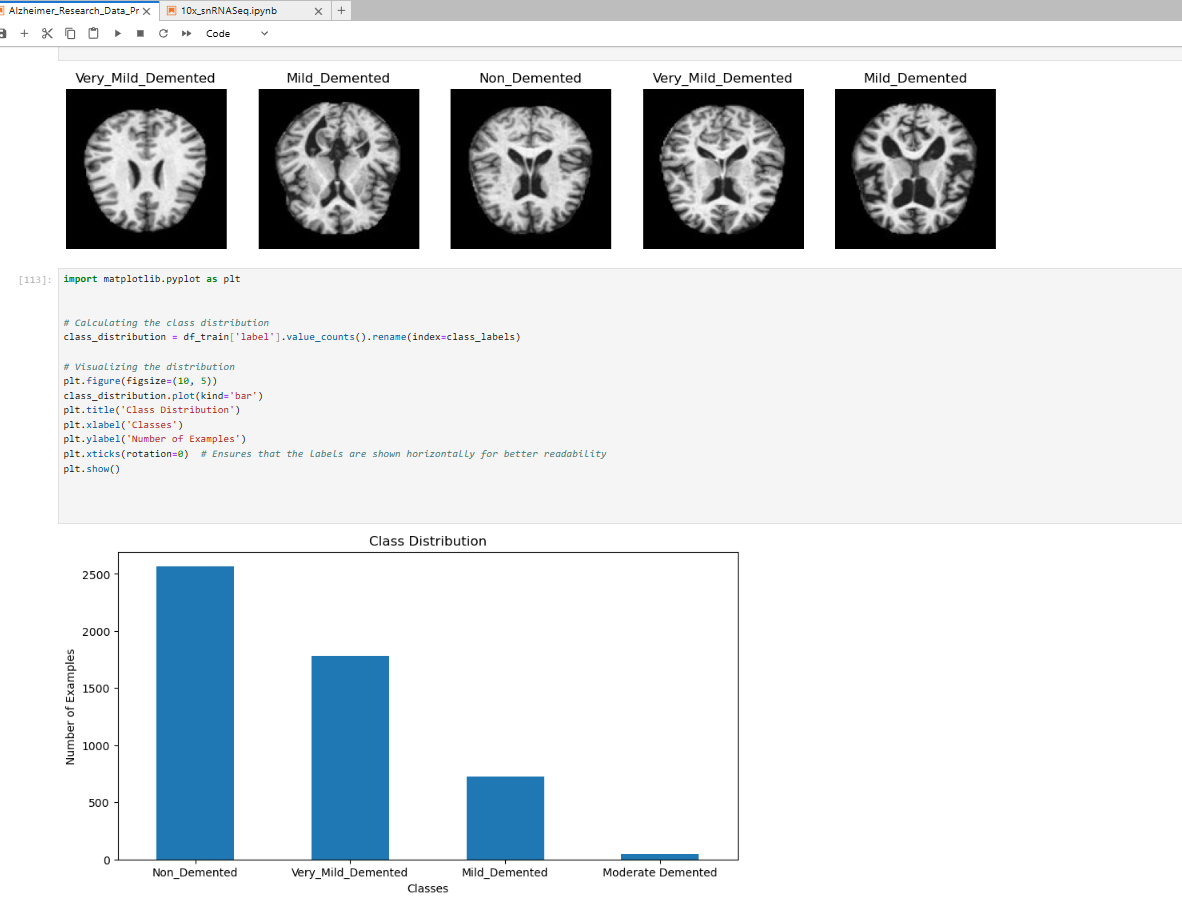 Alzheimer_Research_Data_Pr
10x_snRNASeq.ipynb
Code
Very_Mild_Demented
Mild_Demented
Non_Demented
Very_Mild_Demented
Mild_Demented
[113]:
import matplotlib.pyplot as plt
# Calculating the class distribution
class_distribution = df_train['label'].value_counts().rename(index=class_labels)
# Visualizing the distribution
plt.figure(figsize=(10, 5))
class_distribution.plot(kind='bar')
plt.title('Class Distribution')
plt.xlabel('Classes')
plt.ylabel('Number of Examples')
plt.xticks(rotation=0)  # Ensures that the labels are shown horizontally for better readability
plt.show()
Class Distribution
Number of Examples
2500
2000
1500
1000
500
0
Non_Demented
Very_Mild_Demented
Mild_Demented
Moderate Demented
Classes